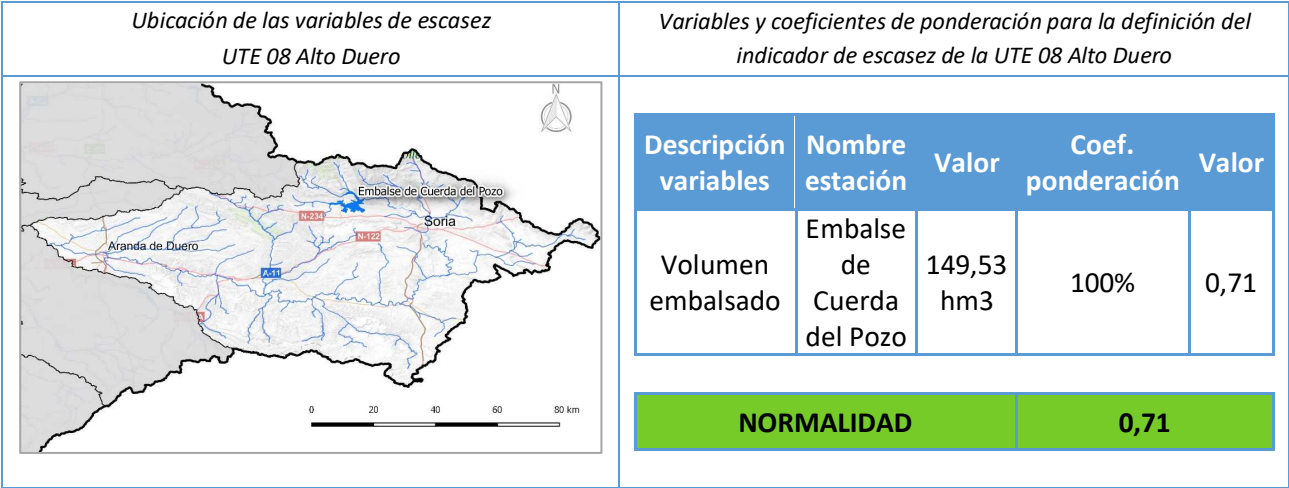 Ubicación de las variables de escasez
UTE 08 Alto Duero
Variables y coeficientes de ponderación para la definición del
indicador de escasez de la UTE 08 Alto Duero
N
Embalse de Cuerda del Pozo
N-234
Soria
N-122
Aranda de Duero
A-11
0 20 40 60 80 km
Descripción variables Nombre estación Valor Coef. ponderación Valor
Volumen embalsado Embalse de Cuerda del Pozo 149,53 hm3 100% 0,71
NORMALIDAD 0,71